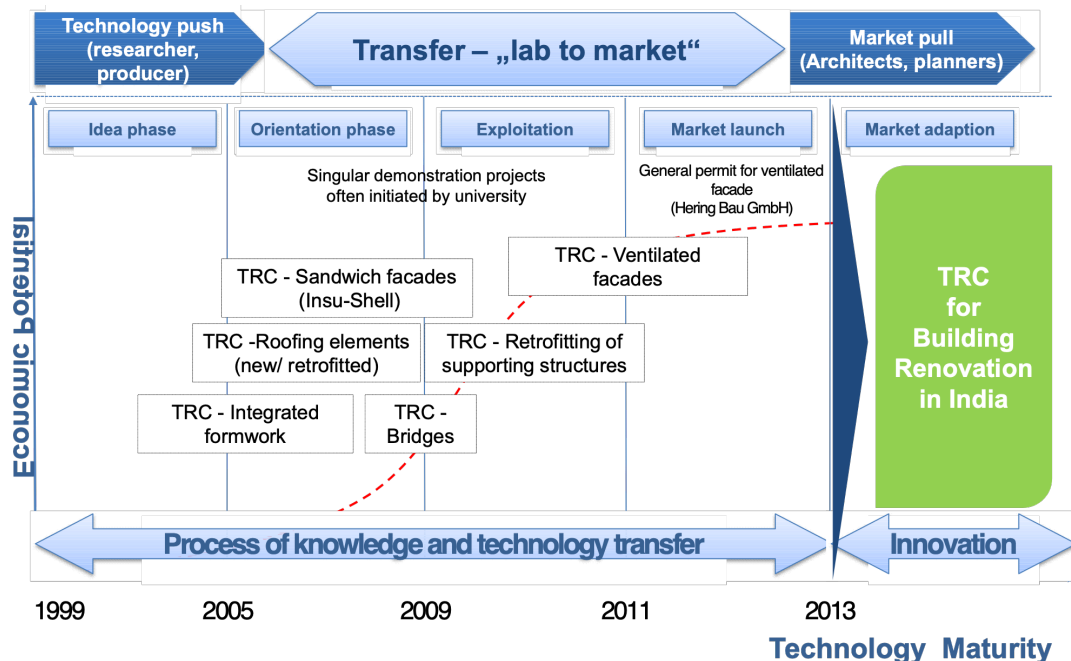 Technology push
(researcher,
producer)
Transfer – „lab to market“
Market pull
(Architects, planners)
Idea phase
Orientation phase
Exploitation
Market launch
Market adaption
Singular demonstration projects
often initiated by university
General permit for ventilated
facade
(Hering Bau GmbH)
Economic Potential
TRC - Ventilated
facades
TRC - Sandwich facades
(Insu-Shell)
TRC -Roofing elements
(new/ retrofitted)
TRC - Retrofitting of
supporting structures
TRC - Integrated
formwork
TRC -
Bridges
TRC
for
Building
Renovation
in India
Process of knowledge and technology transfer
Innovation
1999
2005
2009
2011
2013
Technology Maturity